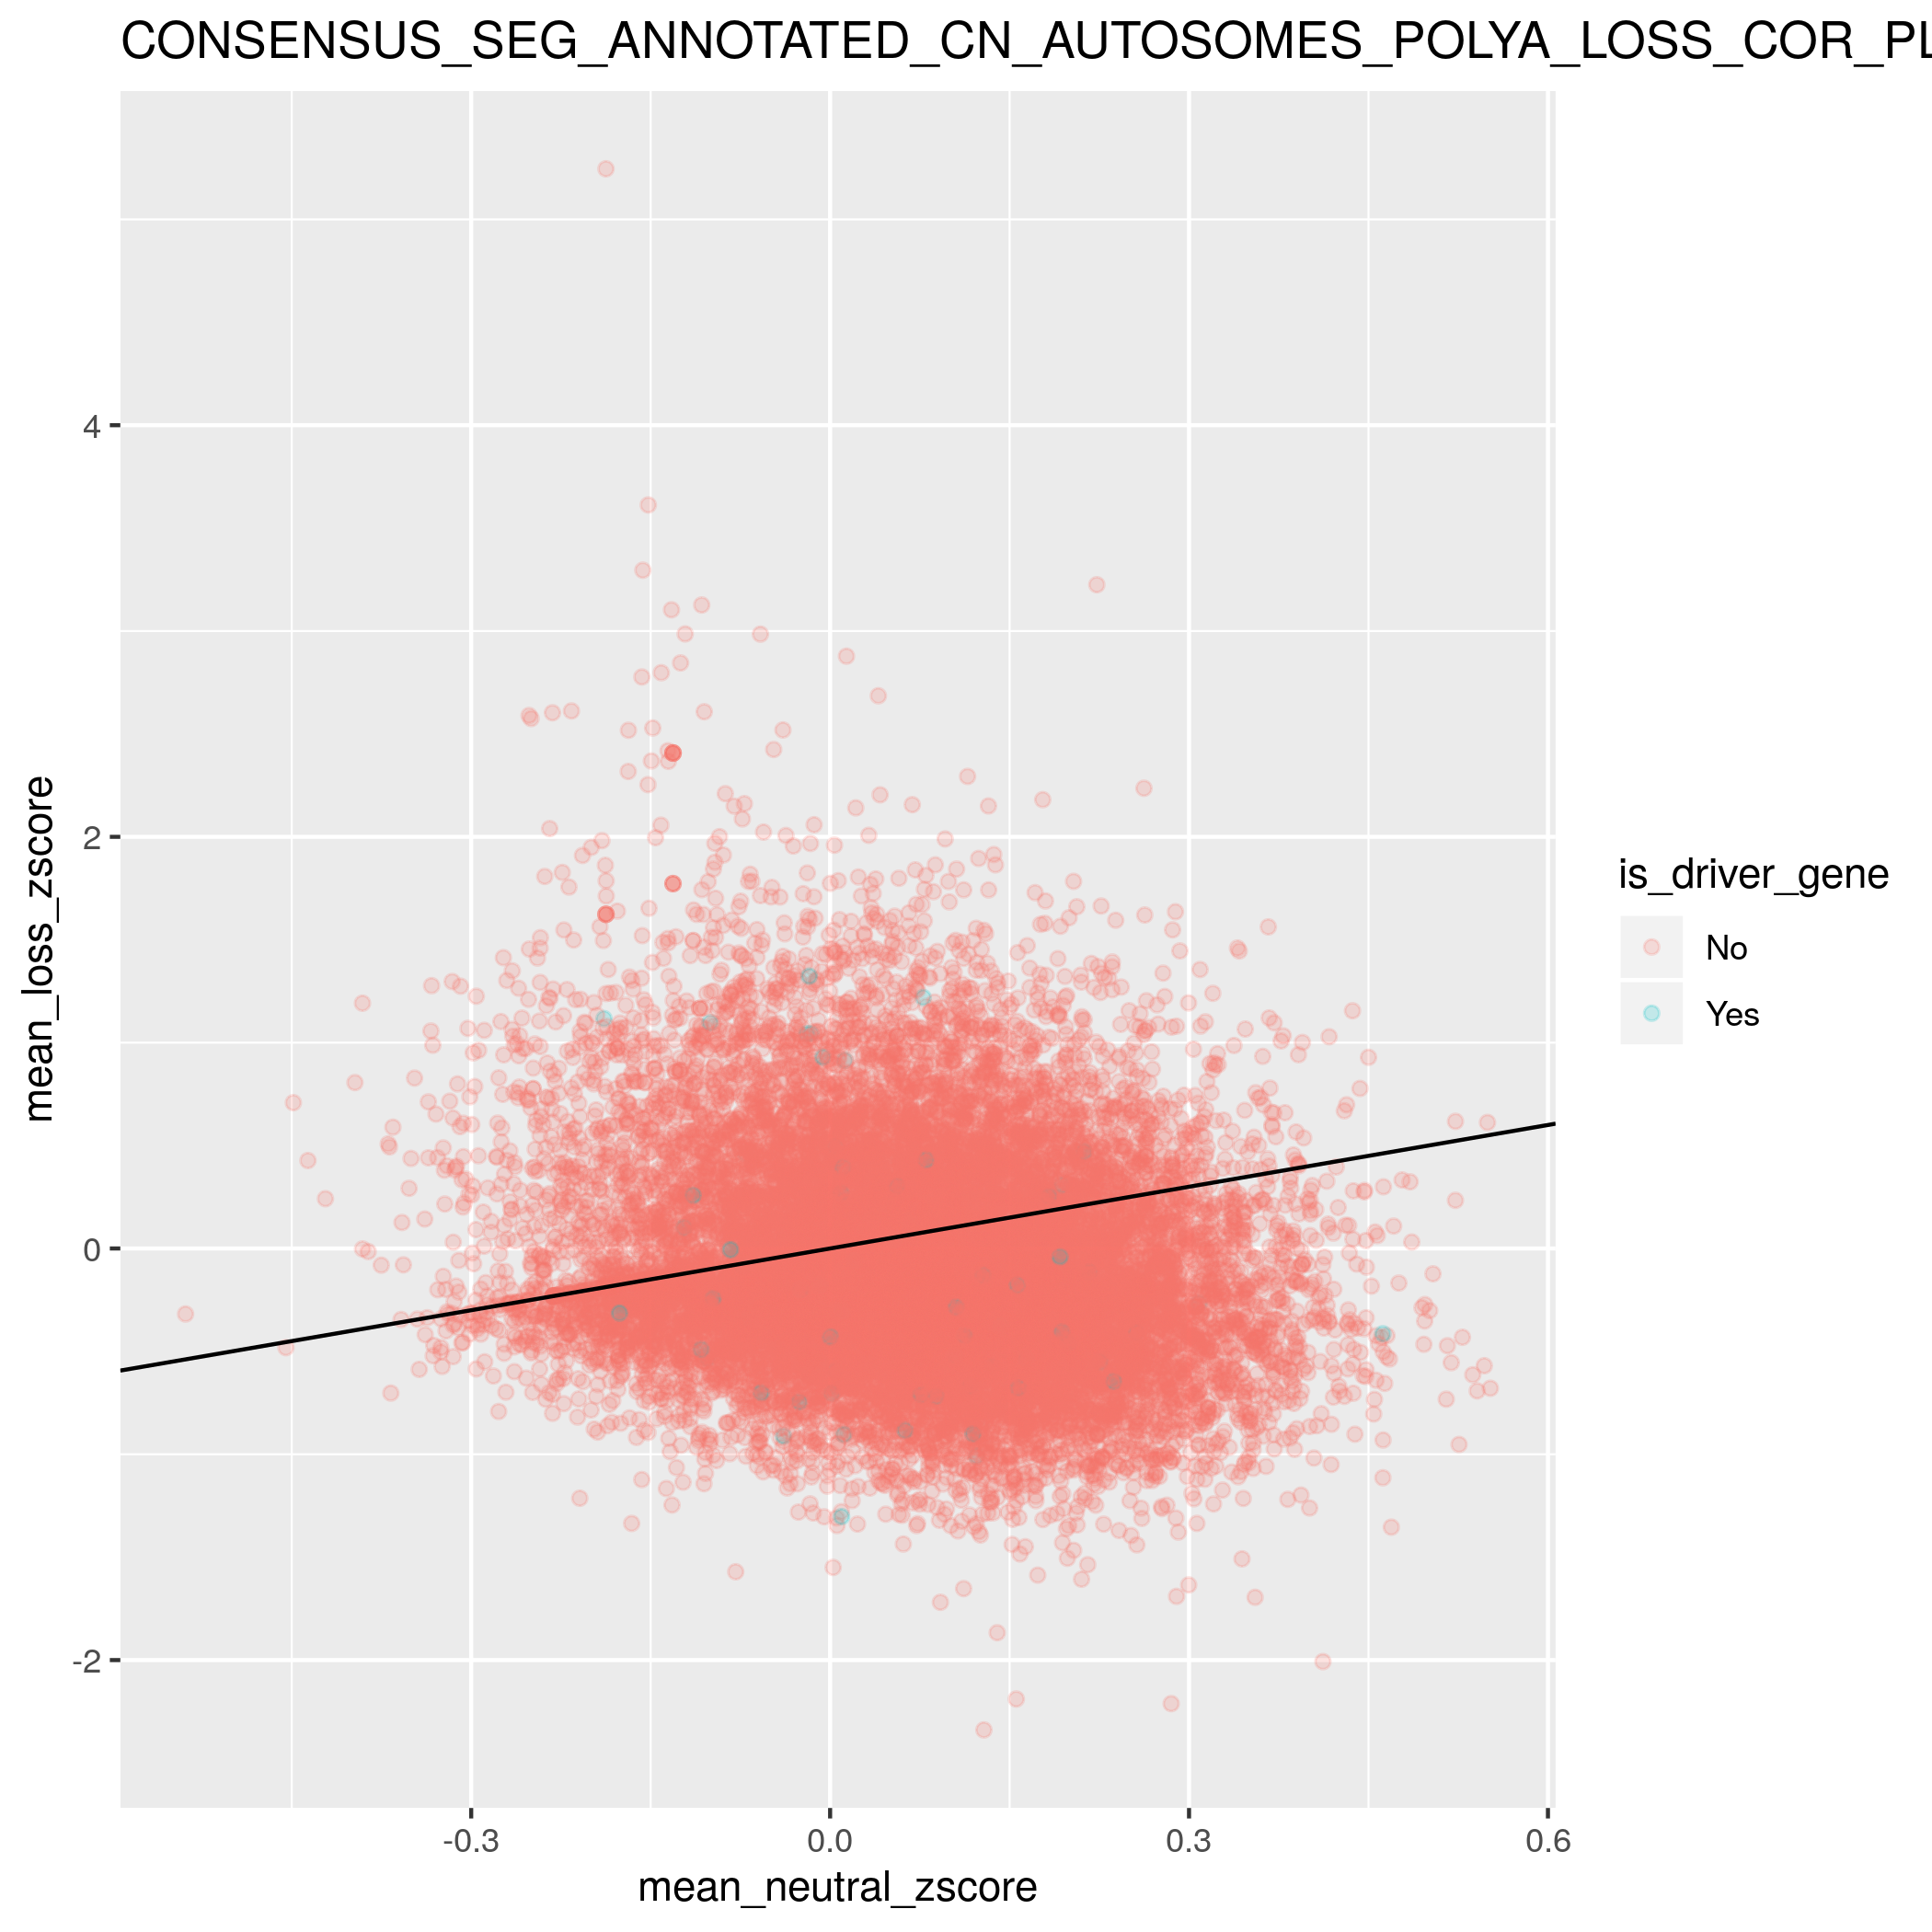 CONSENSUS_SEG_ANNOTATED_CN_AUTOSOMES_POLYA_LOSS_COR_PL
mean_loss_zscore
4
2
0
-2
-0.3
0.0
0.3
0.6
mean_neutral_zscore
is_driver_gene
No
Yes